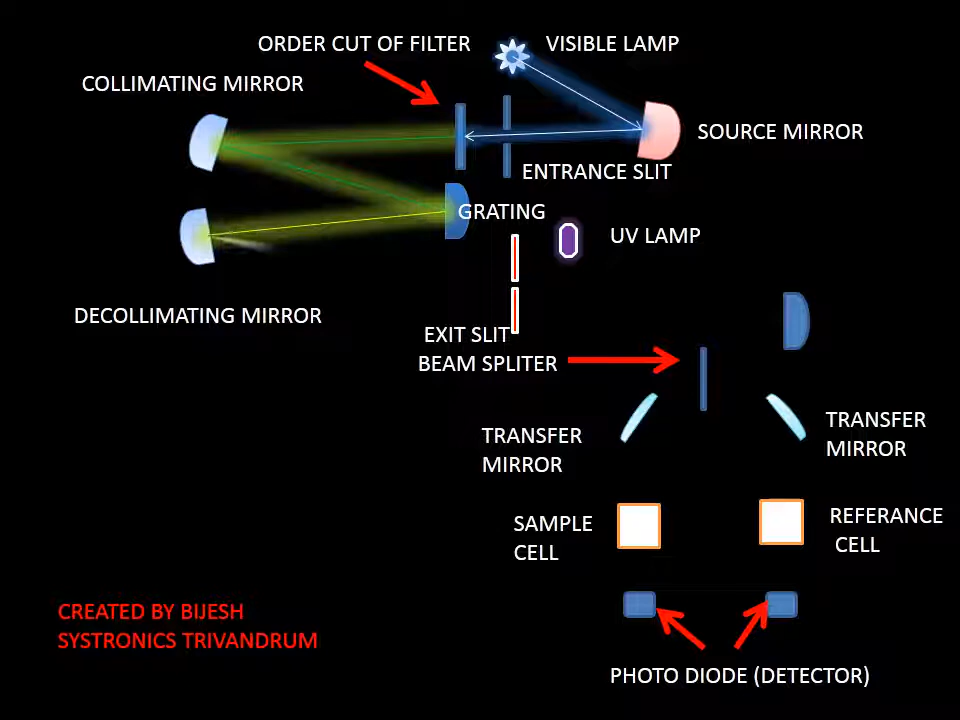 ORDER CUT OF FILTER
VISIBLE LAMP
COLLIMATING MIRROR
SOURCE MIRROR
ENTRANCE SLIT
GRATING
UV LAMP
DECOLLIMATING MIRROR
EXIT SLIT
BEAM SPLITER
TRANSFER
MIRROR
TRANSFER
MIRROR
SAMPLE
CELL
REFERANCE
CELL
CREATED BY BIJESH
SYSTRONICS TRIVANDRUM
PHOTO DIODE (DETECTOR)